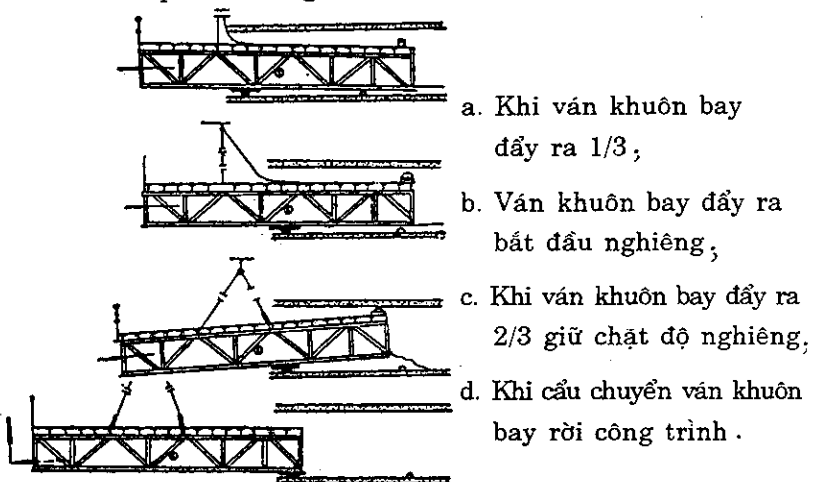 a. Khi ván khuôn bay
đẩy ra 1/3;
b. Ván khuôn bay đẩy ra
bắt đầu nghiêng;
c. Khi ván khuôn bay đẩy ra
2/3 giữ chặt độ nghiêng;
d. Khi cẩu chuyển ván khuôn
bay rời công trình .